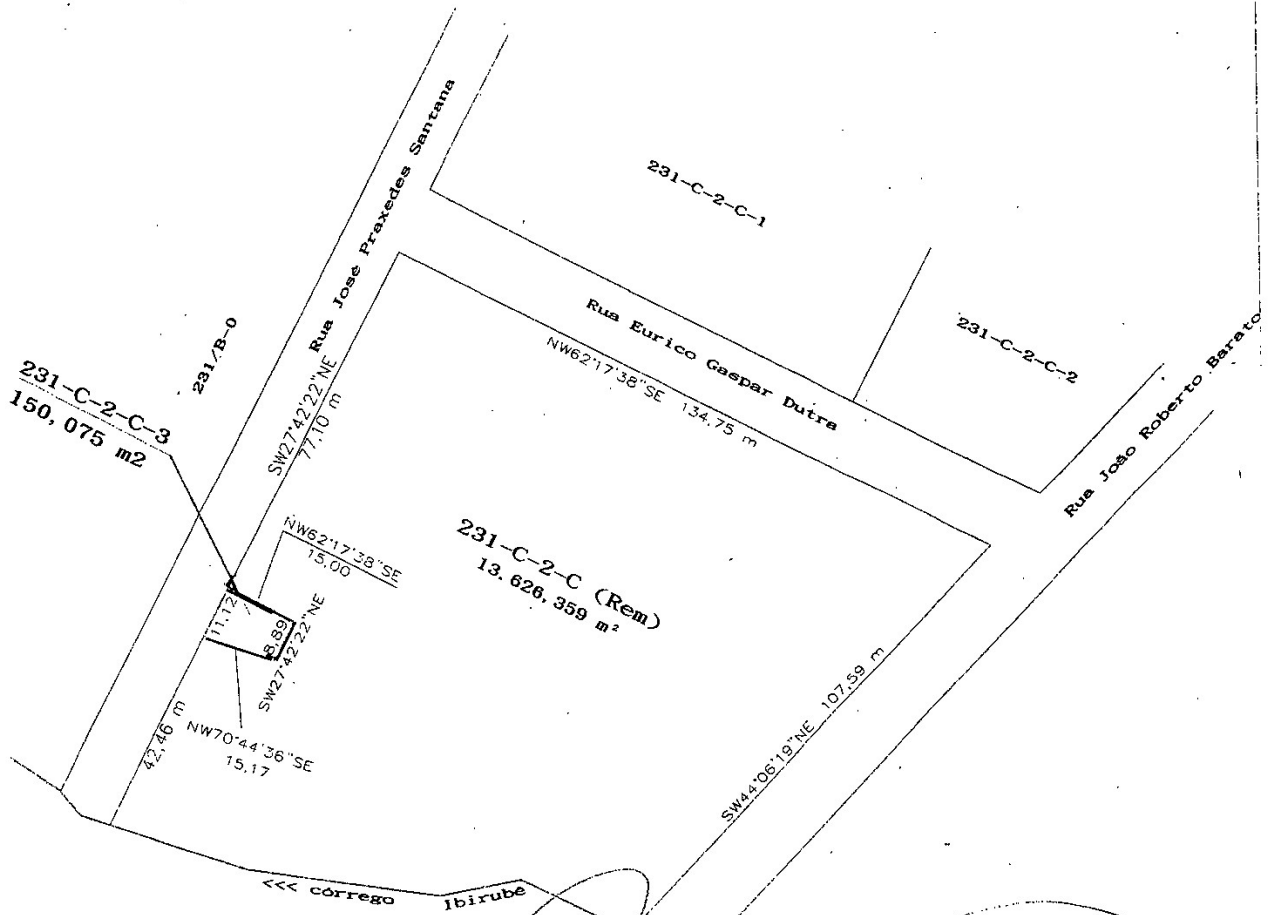 Rua José Praxedes Santana
231-C-2-C-1
Rua Eurico Gaspar Dutra
231-C-2-C-2
Rua João Roberto Barato
NW62°17'38"SE 134,75 m
231/B-0
231-C-2-C-3
150,075 m2
SW27°42'22"NE
77,10 m
NW62°17'38"SE
15,00
231-C-2-C (Rem)
13.626,359 m²
11,12
8,89
SW27°42'22"NE
42,46 m
NW70°44'36"SE
15,17
SW44°06'19"NE 107,59 m
<<< córrego Ibirubé